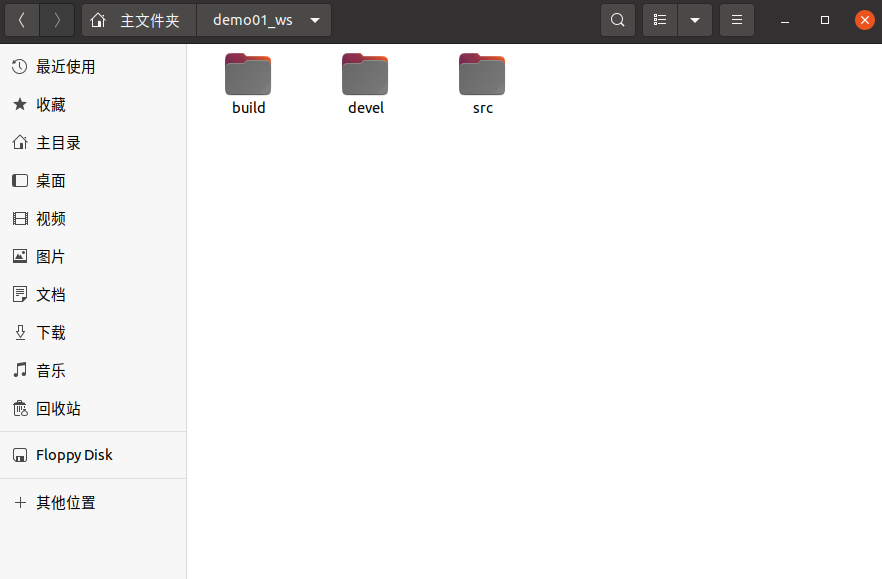 主文件夹 demo01_ws
最近使用
收藏
主目录
桌面
视频
图片
文档
下载
音乐
回收站
Floppy Disk
其他位置
build devel src